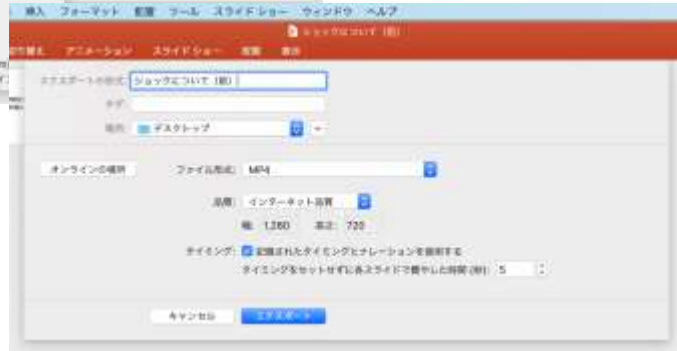 挿入 フォーマット 配置 ツール スライドショー ウィンドウ ヘルプ
ショックについて (前)
切り替え アニメーション スライドショー 校閲 表示
エクスポートの形式: ショックについて (前)
タグ:
場所: デスクトップ
オンラインの場所 ファイル形式: MP4
品質: インターネット品質
幅: 1,280 高さ: 720
タイミング: 記録されたタイミングとナレーションを使用する
タイミングをセットせずに各スライドで費やした時間 (秒): 5
キャンセル エクスポート